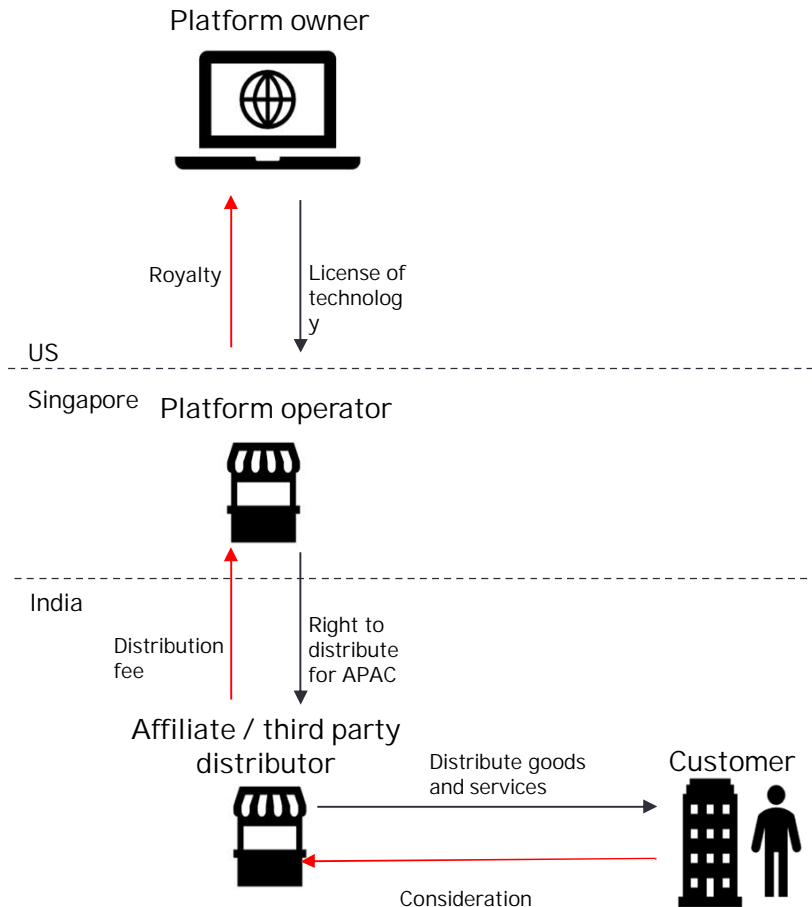 Platform owner
Royalty
License of
technolog
y
US
Singapore
Platform operator
India
Distribution
fee
Right to
distribute
for APAC
Affiliate / third party
distributor
Distribute goods
and services
Customer
Consideration